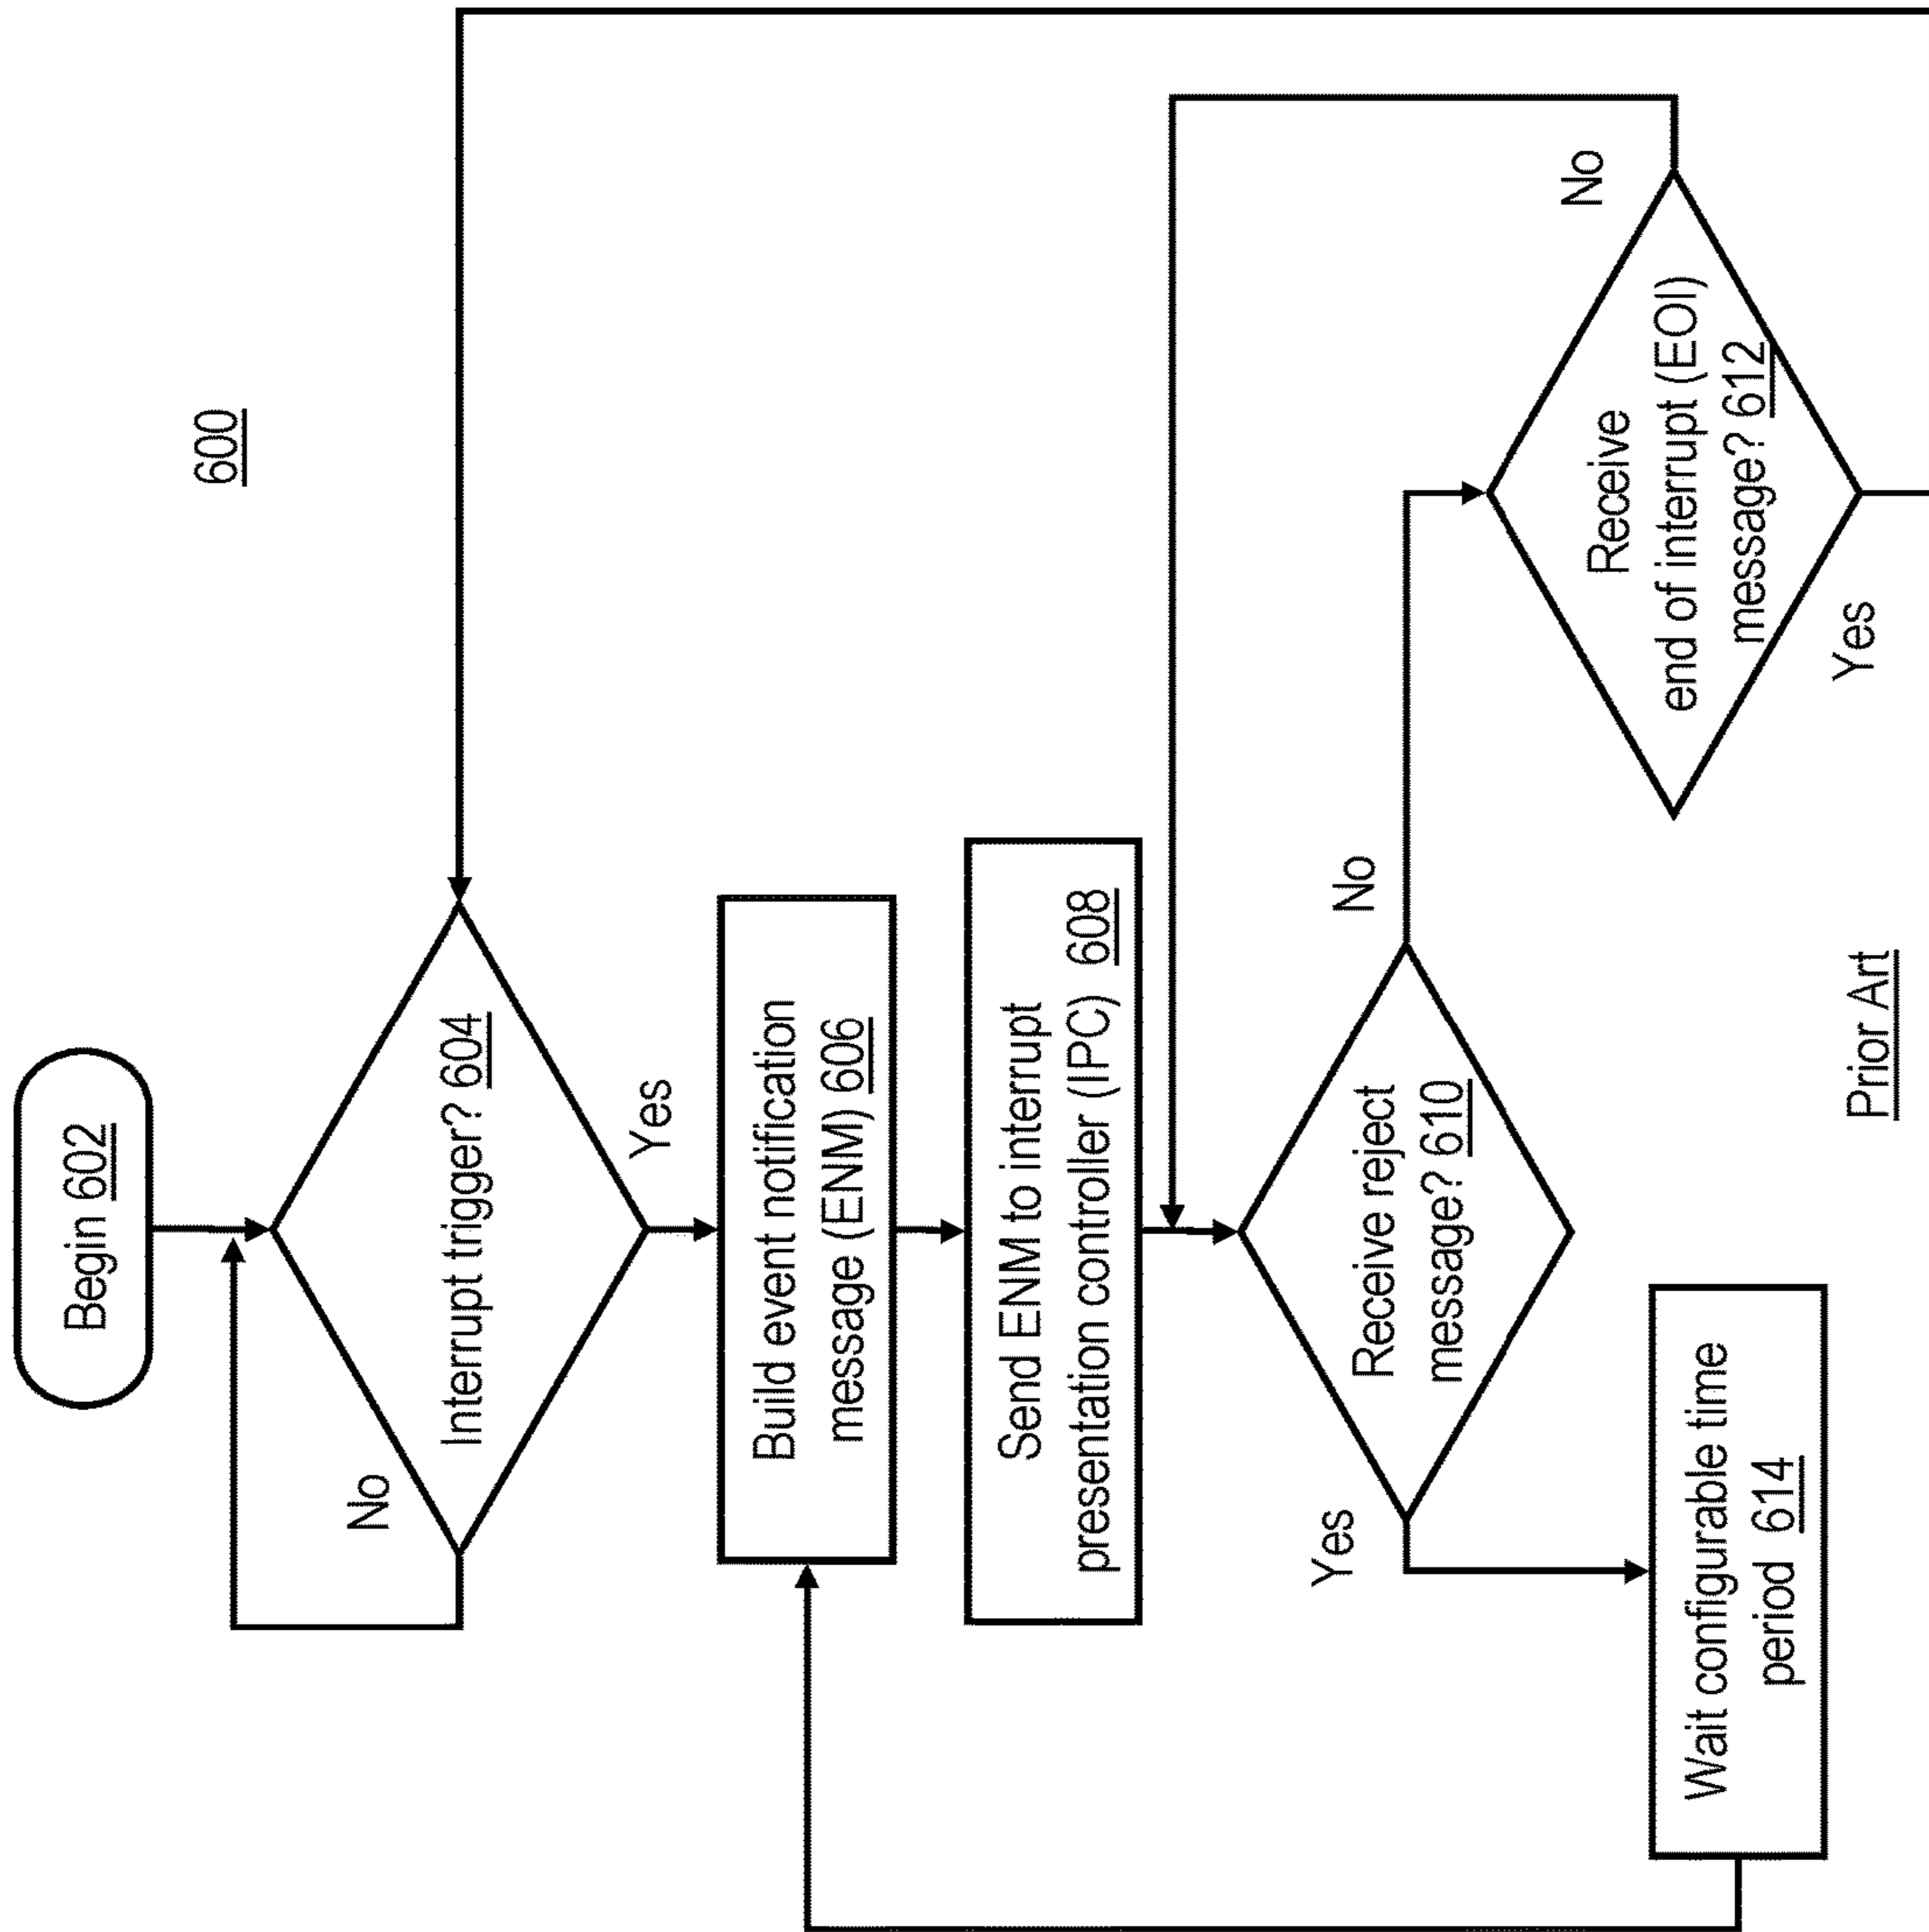 600
Begin 602
Interrupt trigger? 604
No
Yes
Build event notification
message (ENM) 606
Send ENM to interrupt
presentation controller (IPC) 608
Receive reject
message? 610
Yes
No
Receive
end of interrupt (EOI)
message? 612
No
Yes
Wait configurable time
period 614
Prior Art